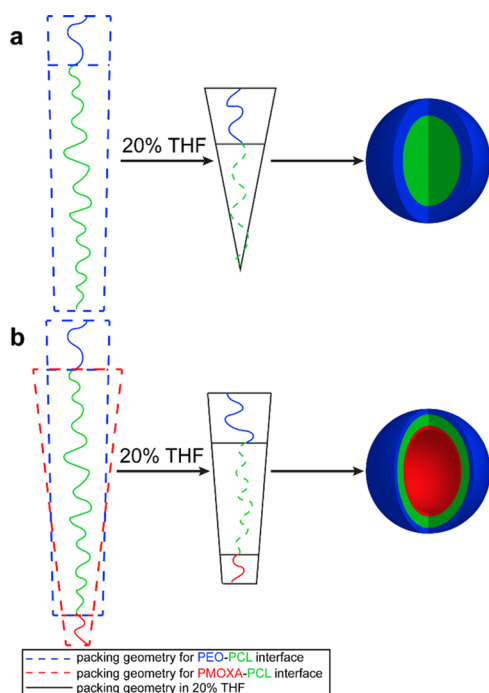 a
20% THF
b
20% THF
packing geometry for PEO-PCL interface
packing geometry for PMOXA-PCL interface
packing geometry in 20% THF